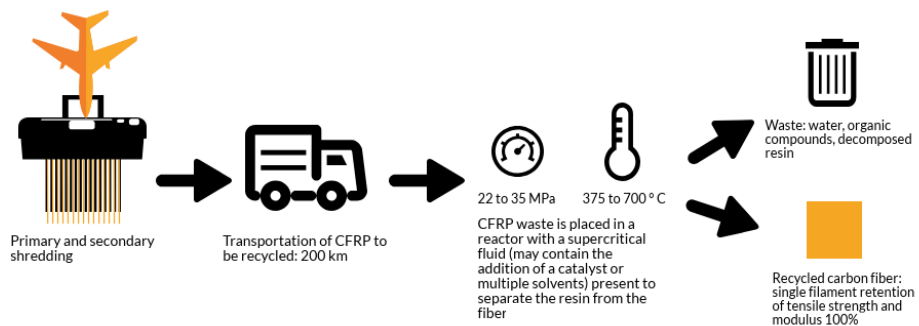 Primary and secondary
shredding
Transportation of CFRP to
be recycled: 200 km
22 to 35 MPa
375 to 700 º C
CFRP waste is placed in a
reactor with a supercritical
fluid (may contain the
addition of a catalyst or
multiple solvents) present to
separate the resin from the
fiber
Waste: water, organic
compounds, decomposed
resin
Recycled carbon fiber:
single filament retention
of tensile strength and
modulus 100%